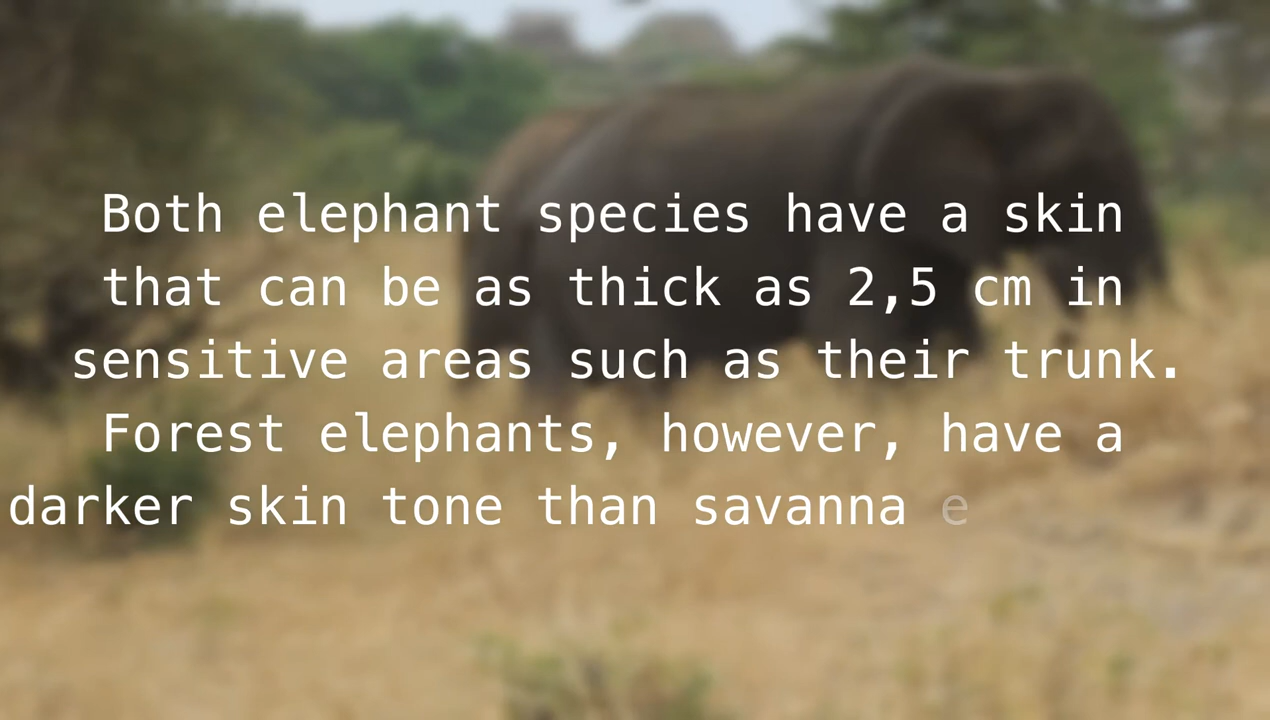 Both elephant species have a skin
that can be as thick as 2,5 cm in
sensitive areas such as their trunk.
Forest elephants, however, have a
darker skin tone than savanna e